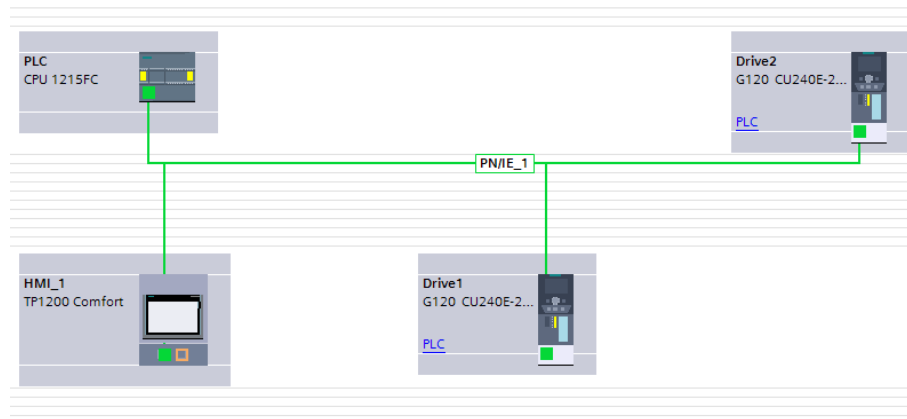 PLC
CPU 1215FC
Drive2
G120 CU240E-2...
PLC
PN/IE_1
HMI_1
TP1200 Comfort
Drive1
G120 CU240E-2...
PLC